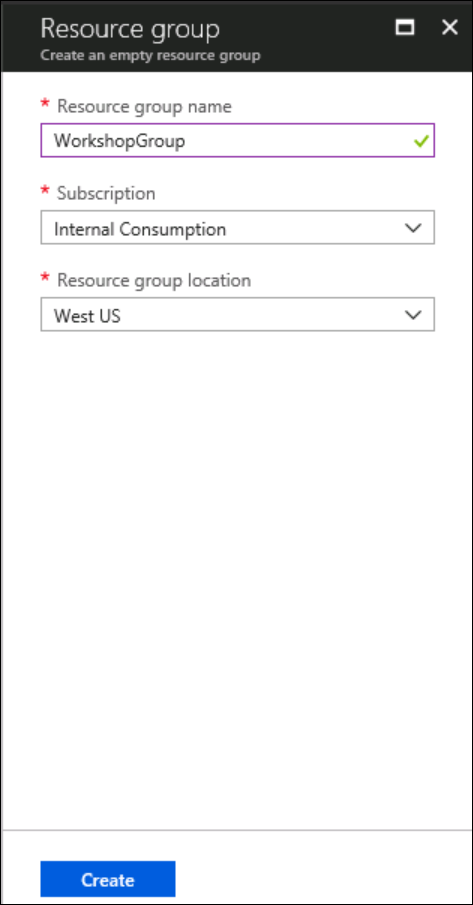 Resource group
Create an empty resource group
* Resource group name
WorkshopGroup
* Subscription
Internal Consumption
* Resource group location
West US
Create